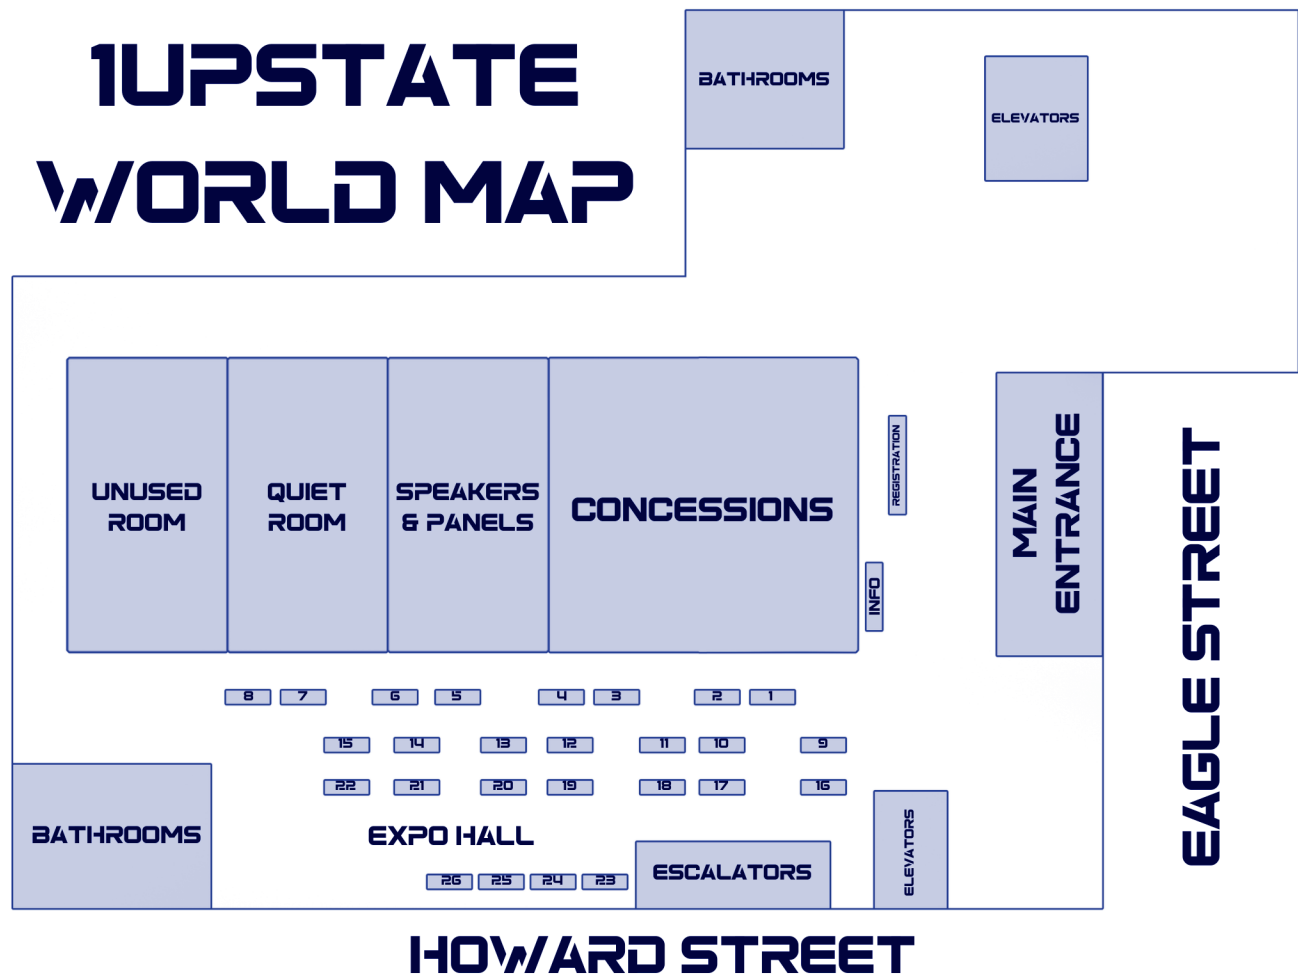 1UPSTATE
WORLD MAP
BATHROOMS
ELEVATORS
UNUSED
ROOM
QUIET
ROOM
SPEAKERS
& PANELS
CONCESSIONS
REGISTRATION
INFO
MAIN
ENTRANCE
EAGLE STREET
8 7 6 5 4 3 2 1
15 14 13 12 11 10 9
22 21 20 19 18 17 16
BATHROOMS
EXPO HALL
26 25 24 23
ESCALATORS
ELEVATORS
HOWARD STREET